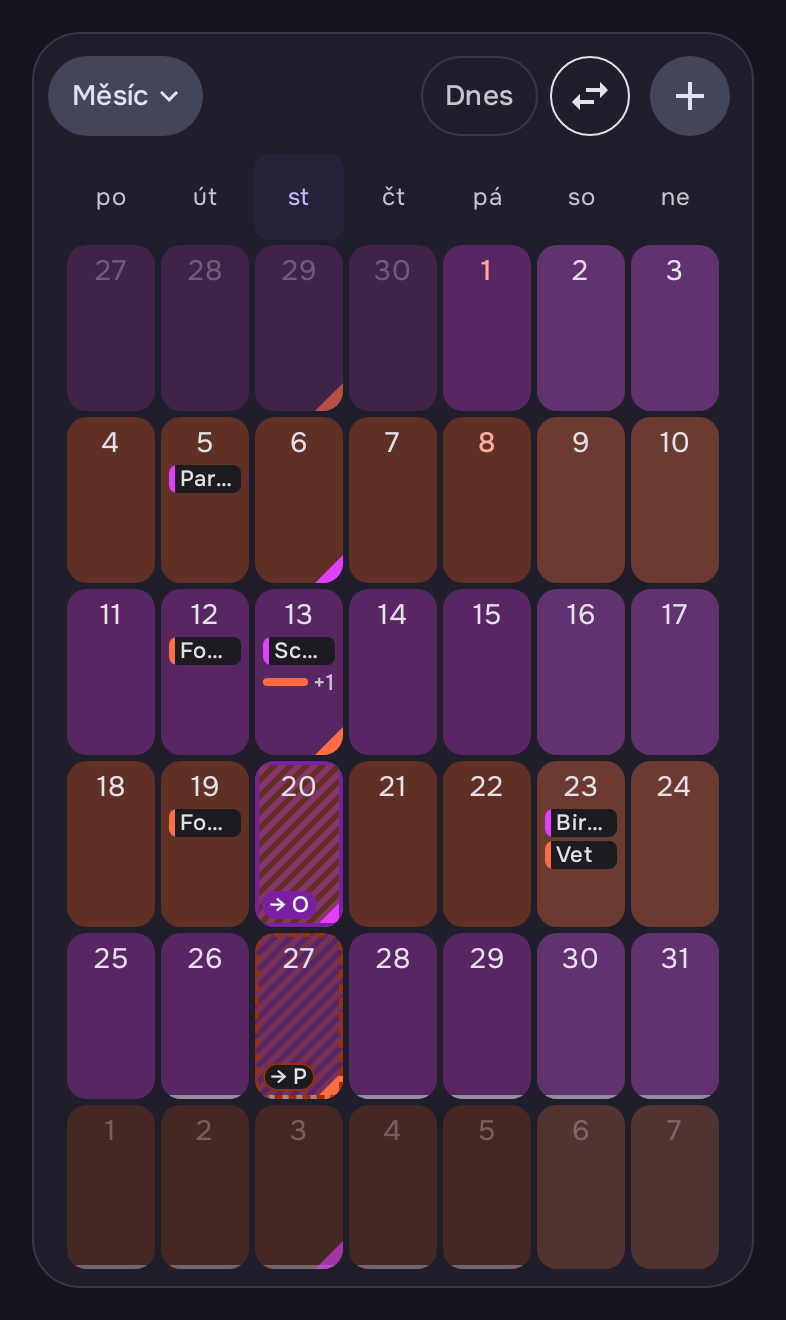 Měsíc Dnes
po út st čt pá so ne
27 28 29 30 1 2 3
4 5 6 7 8 9 10
Par...
11 12 13 14 15 16 17
Fo... Sc...
+1
18 19 20 21 22 23 24
Fo... Bir...
Vet
→ O
25 26 27 28 29 30 31
→ P
1 2 3 4 5 6 7